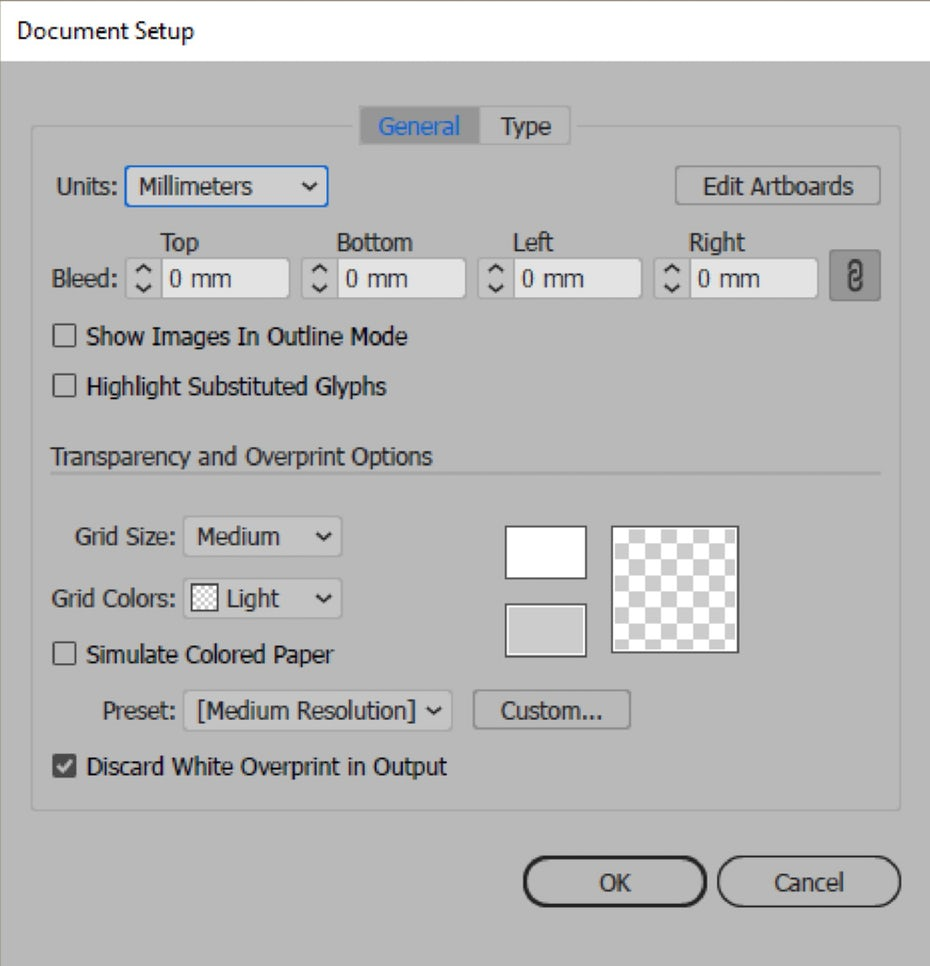 Document Setup
General Type
Units: Millimeters Edit Artboards
Top Bottom Left Right
Bleed: 0 mm 0 mm 0 mm 0 mm
Show Images In Outline Mode
Highlight Substituted Glyphs
Transparency and Overprint Options
Grid Size: Medium
Grid Colors: Light
Simulate Colored Paper
Preset: [Medium Resolution] Custom...
Discard White Overprint in Output
OK Cancel